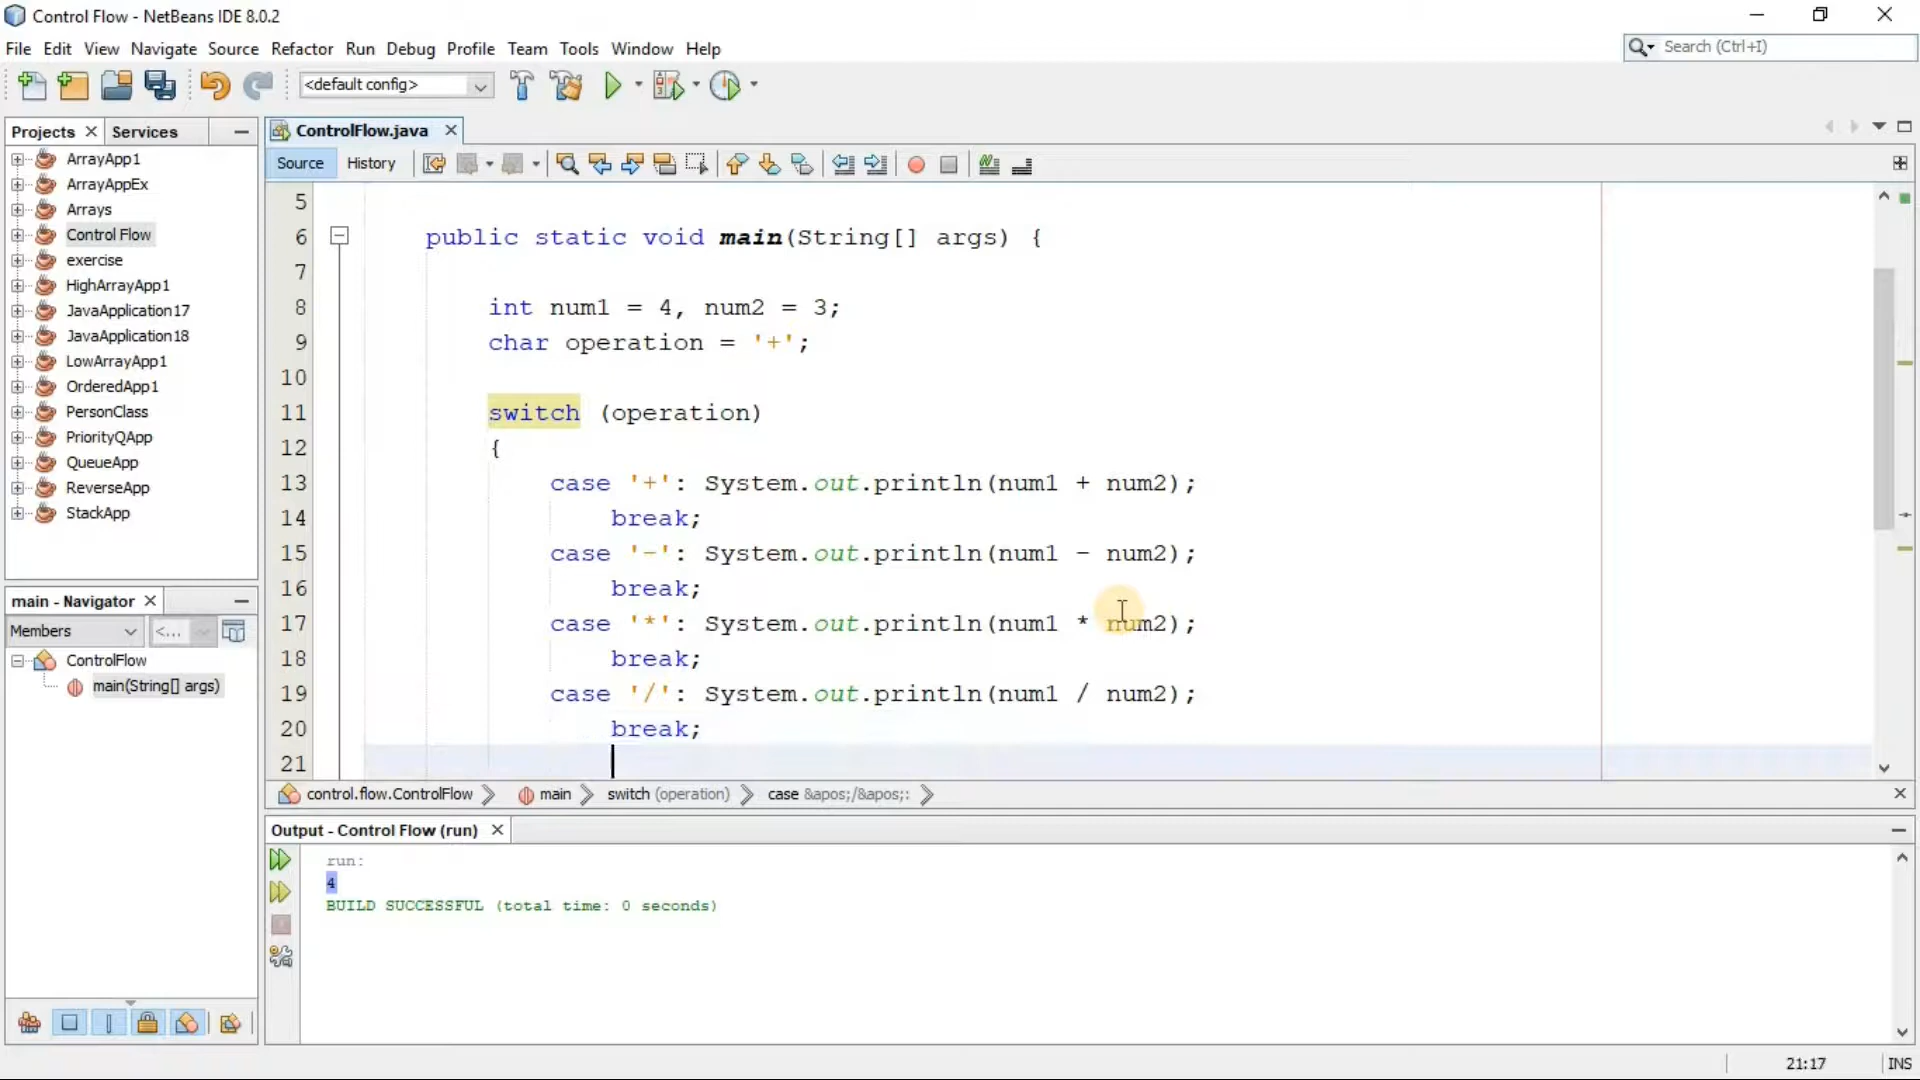 Control Flow - NetBeans IDE 8.0.2
File Edit View Navigate Source Refactor Run Debug Profile Team Tools Window Help
Search (Ctrl+I)
<default config>
Projects Services
ArrayApp1
ArrayAppEx
Arrays
Control Flow
exercise
HighArrayApp1
JavaApplication17
JavaApplication18
LowArrayApp1
OrderedApp1
PersonClass
PriorityQApp
QueueApp
ReverseApp
StackApp
main - Navigator
Members <...
ControlFlow
main(String[] args)
ControlFlow.java
Source History
5
6 public static void main(String[] args) {
7
8 int num1 = 4, num2 = 3;
9 char operation = '+';
10
11 switch (operation)
12 {
13 case '+': System.out.println(num1 + num2);
14 break;
15 case '-': System.out.println(num1 - num2);
16 break;
17 case '*': System.out.println(num1 * num2);
18 break;
19 case '/': System.out.println(num1 / num2);
20 break;
21
control.flow.ControlFlow main switch (operation) case &apos;/&apos;:
Output - Control Flow (run)
run:
4
BUILD SUCCESSFUL (total time: 0 seconds)
21:17 INS